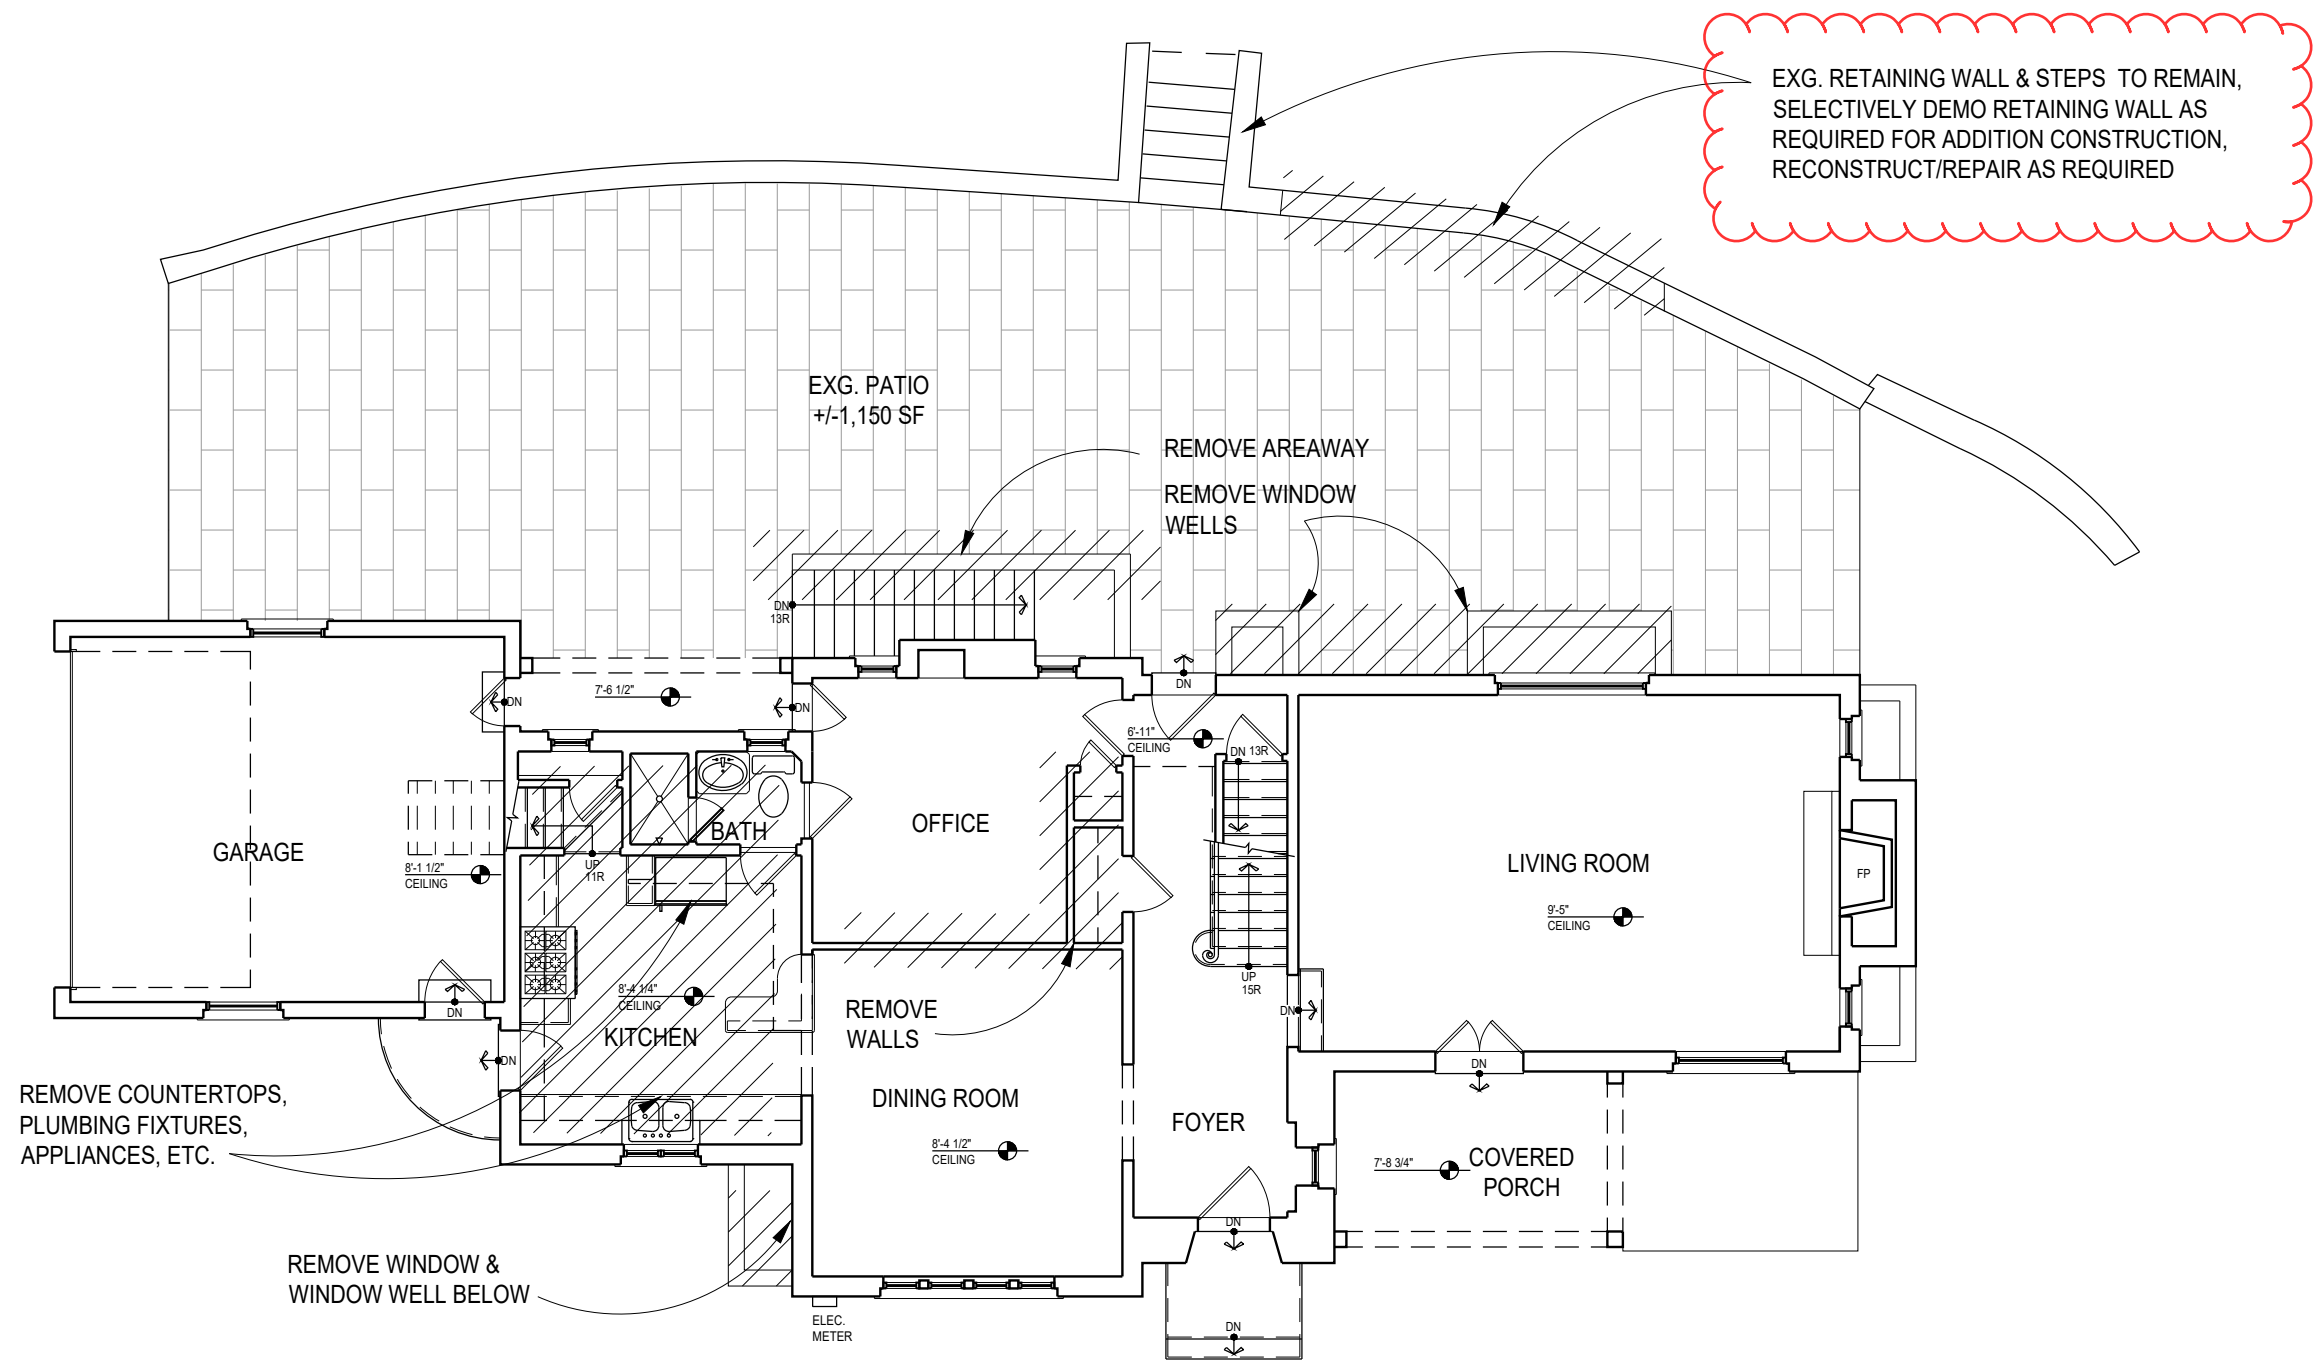 EXG. RETAINING WALL & STEPS TO REMAIN,
SELECTIVELY DEMO RETAINING WALL AS
REQUIRED FOR ADDITION CONSTRUCTION,
RECONSTRUCT/REPAIR AS REQUIRED
EXG. PATIO
+/-1,150 SF
REMOVE AREAWAY
REMOVE WINDOW
WELLS
DN
13R
7'-6 1/2"
DN
DN
DN
6'-11"
CEILING
DN 13R
OFFICE
BATH
GARAGE
8'-1 1/2"
CEILING
UP
11R
LIVING ROOM
FP
9'-5"
CEILING
8'-4 1/4"
CEILING
KITCHEN
UP
15R
DN
DN
REMOVE
WALLS
DN
DN
REMOVE COUNTERTOPS,
PLUMBING FIXTURES,
APPLIANCES, ETC.
DINING ROOM
8'-4 1/2"
CEILING
FOYER
7'-8 3/4"
COVERED
PORCH
DN
REMOVE WINDOW &
WINDOW WELL BELOW
ELEC.
METER
DN